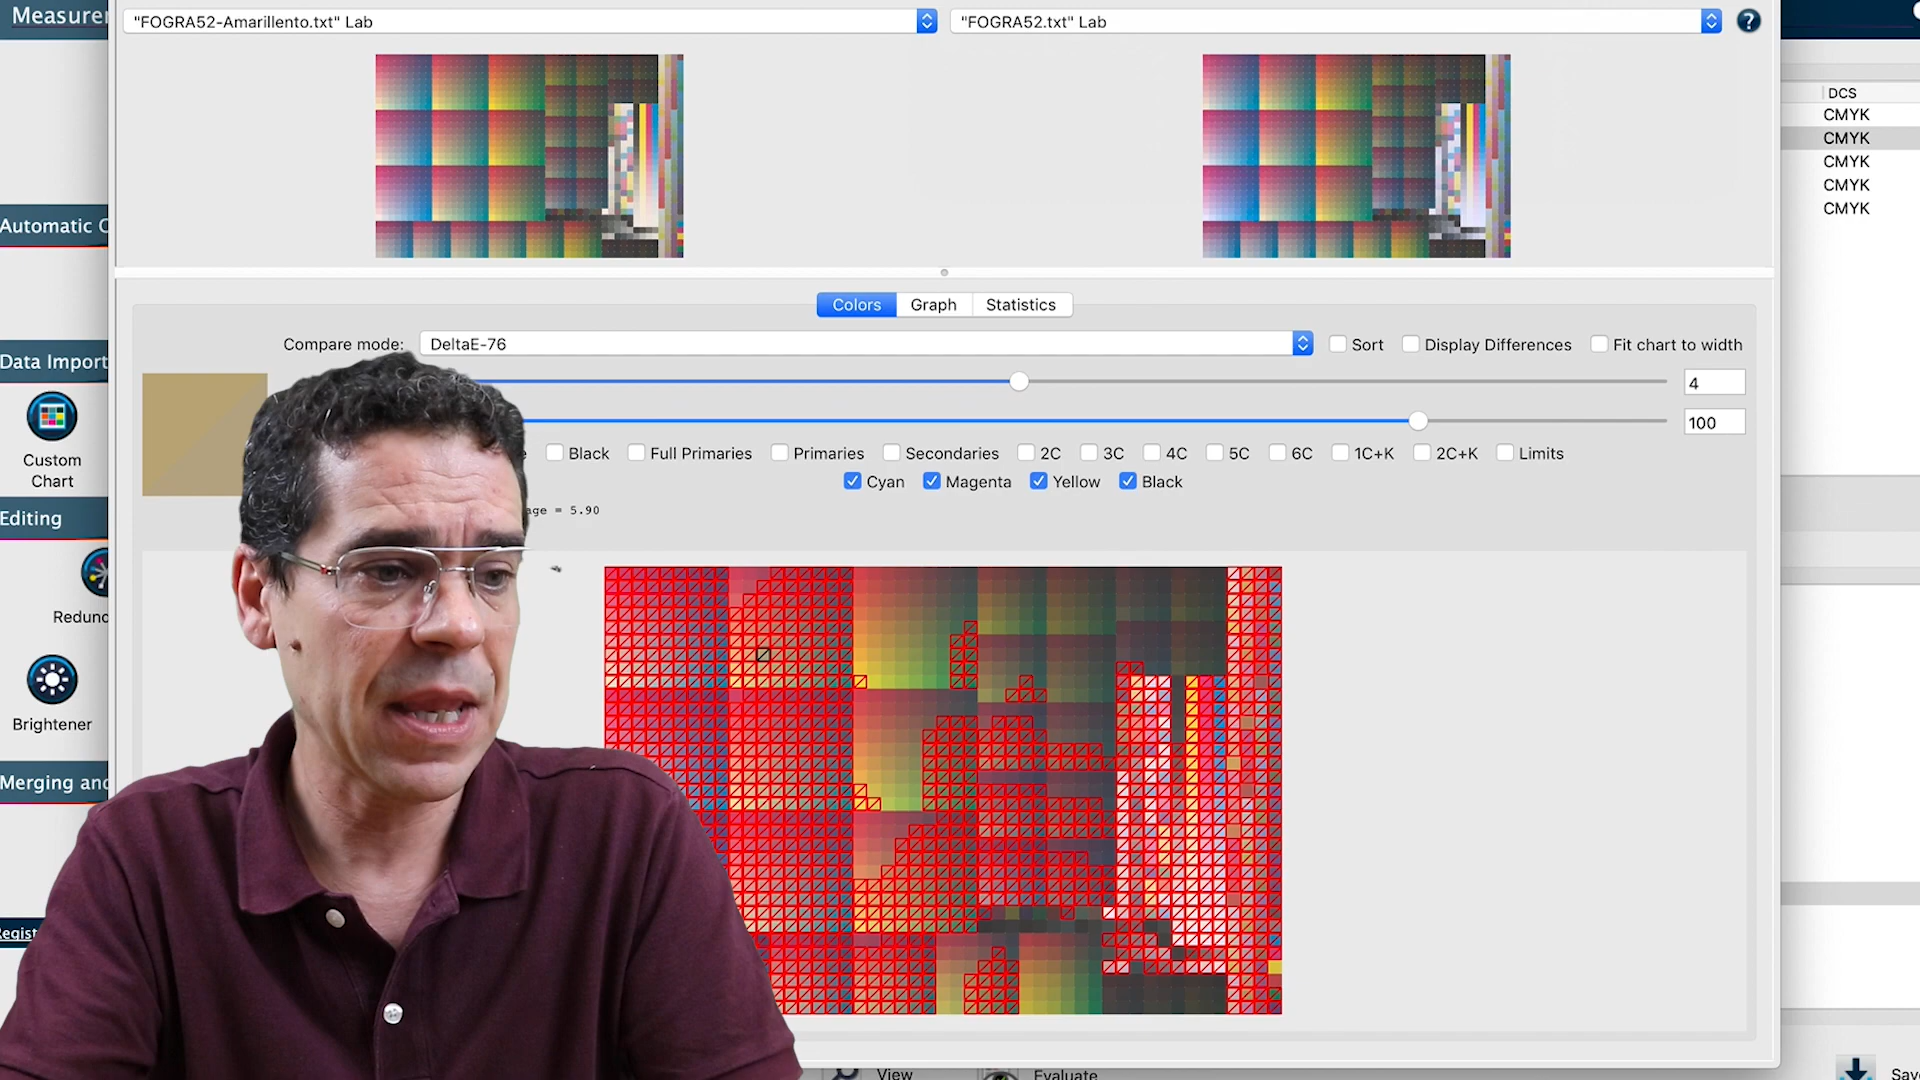 Measurer
"FOGRA52-Amarillento.txt" Lab
"FOGRA52.txt" Lab
?
DCS
CMYK
CMYK
CMYK
CMYK
CMYK
Automatic C
Colors
Graph
Statistics
Compare mode:
DeltaE-76
Sort
Display Differences
Fit chart to width
Data Import
4
100
Custom
Chart
e
Black
Full Primaries
Primaries
Secondaries
2C
3C
4C
5C
6C
1C+K
2C+K
Limits
Cyan
Magenta
Yellow
Black
age = 5.90
Editing
Redunc
Brightener
Merging and
Regist
View
Evaluate
Save